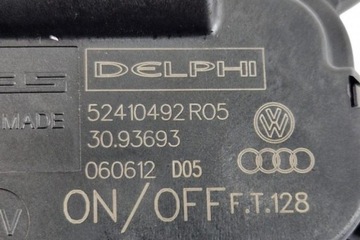 DELPHI
MADE
52410492 R05
30.93693
060612 D05
ON/OFF F.T.128
V